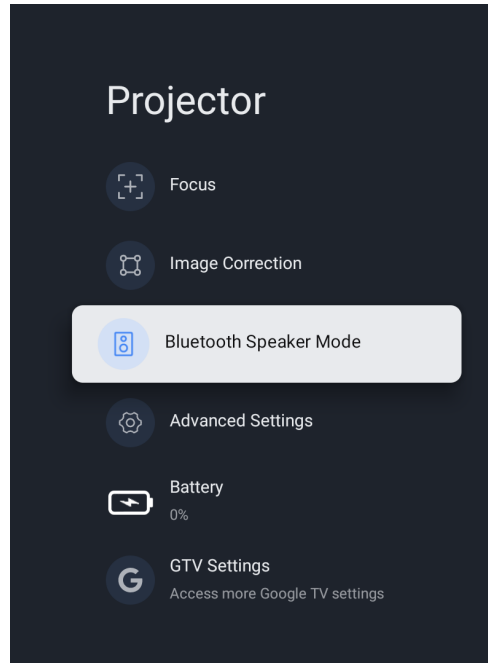 Projector
Focus
Image Correction
Bluetooth Speaker Mode
Advanced Settings
Battery
0%
G
GTV Settings
Access more Google TV settings